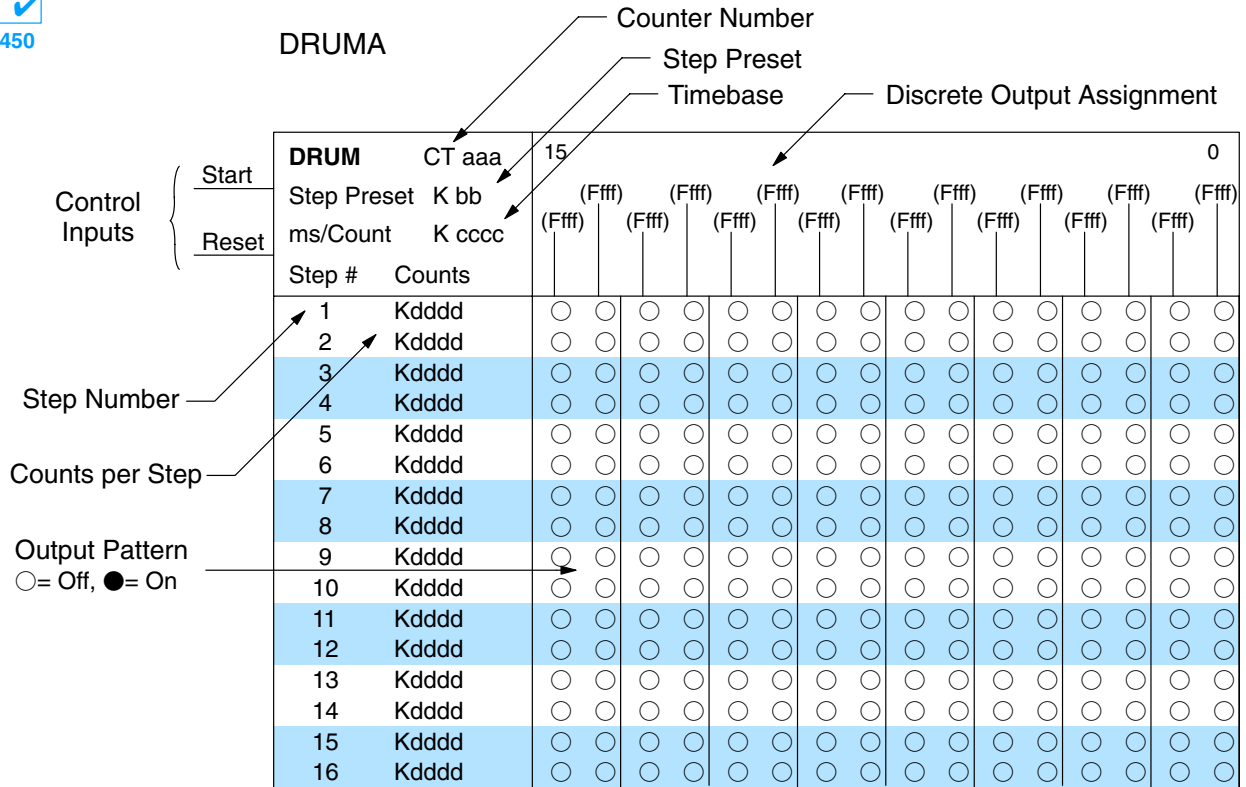 450
DRUMA
Counter Number
Step Preset
Timebase
Discrete Output Assignment
Control Inputs
Start
Reset
DRUM CT aaa
Step Preset K bb
ms/Count K cccc
Step # Counts
15 0
(Ffff) (Ffff) (Ffff) (Ffff) (Ffff) (Ffff) (Ffff) (Ffff)
(Ffff) (Ffff) (Ffff) (Ffff) (Ffff) (Ffff) (Ffff) (Ffff)
1 Kdddd
2 Kdddd
3 Kdddd
4 Kdddd
5 Kdddd
6 Kdddd
7 Kdddd
8 Kdddd
9 Kdddd
10 Kdddd
11 Kdddd
12 Kdddd
13 Kdddd
14 Kdddd
15 Kdddd
16 Kdddd
Step Number
Counts per Step
Output Pattern
○= Off, ●= On